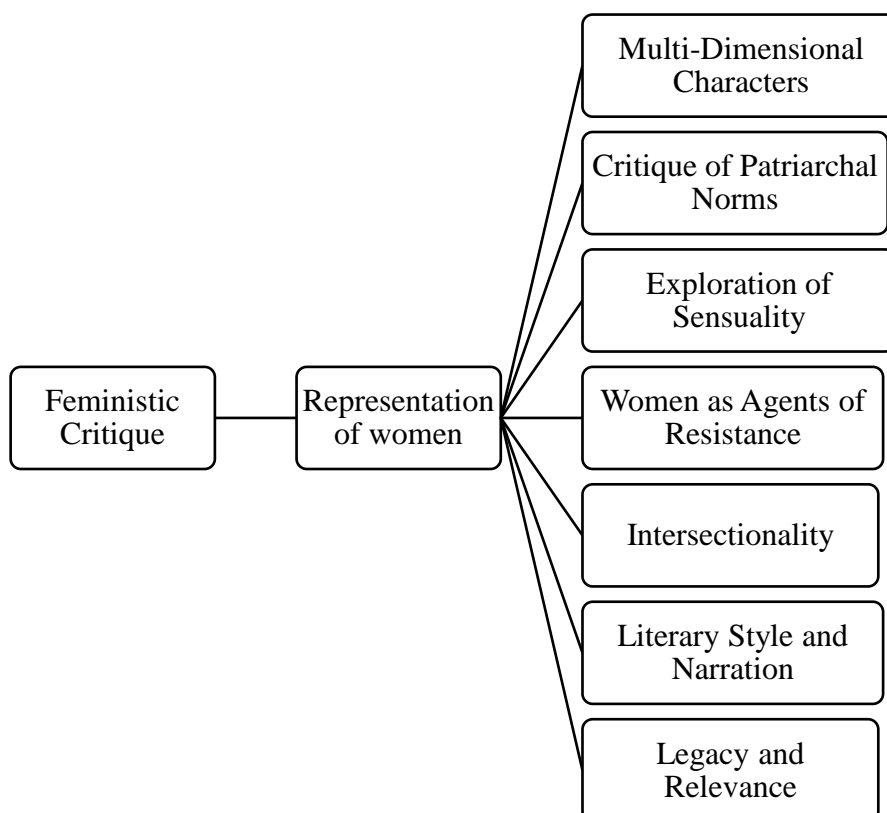 Feministic
Critique
Representation
of women
Multi-Dimensional
Characters
Critique of Patriarchal
Norms
Exploration of
Sensuality
Women as Agents of
Resistance
Intersectionality
Literary Style and
Narration
Legacy and
Relevance